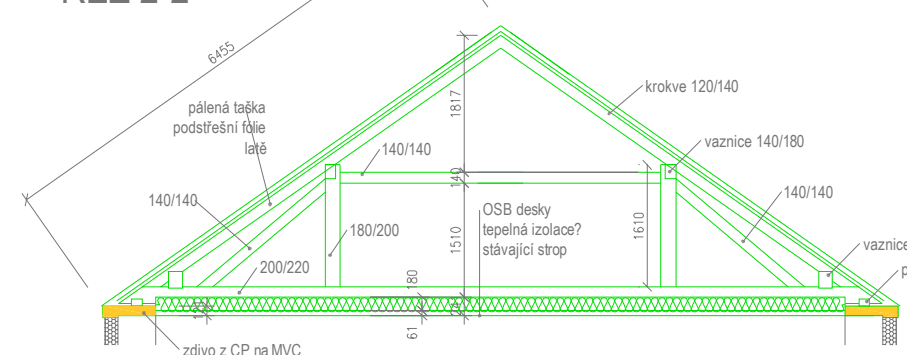 6455
krokve 120/140
pálená taška
podstřešní fólie
latě
1817
vaznice 140/180
140/140
140
140/140
140/140
1610
OSB desky
tepelná izolace?
stávající strop
180/200
1510
vaznice
200/220
180
p
61
zdivo z CP na MVC